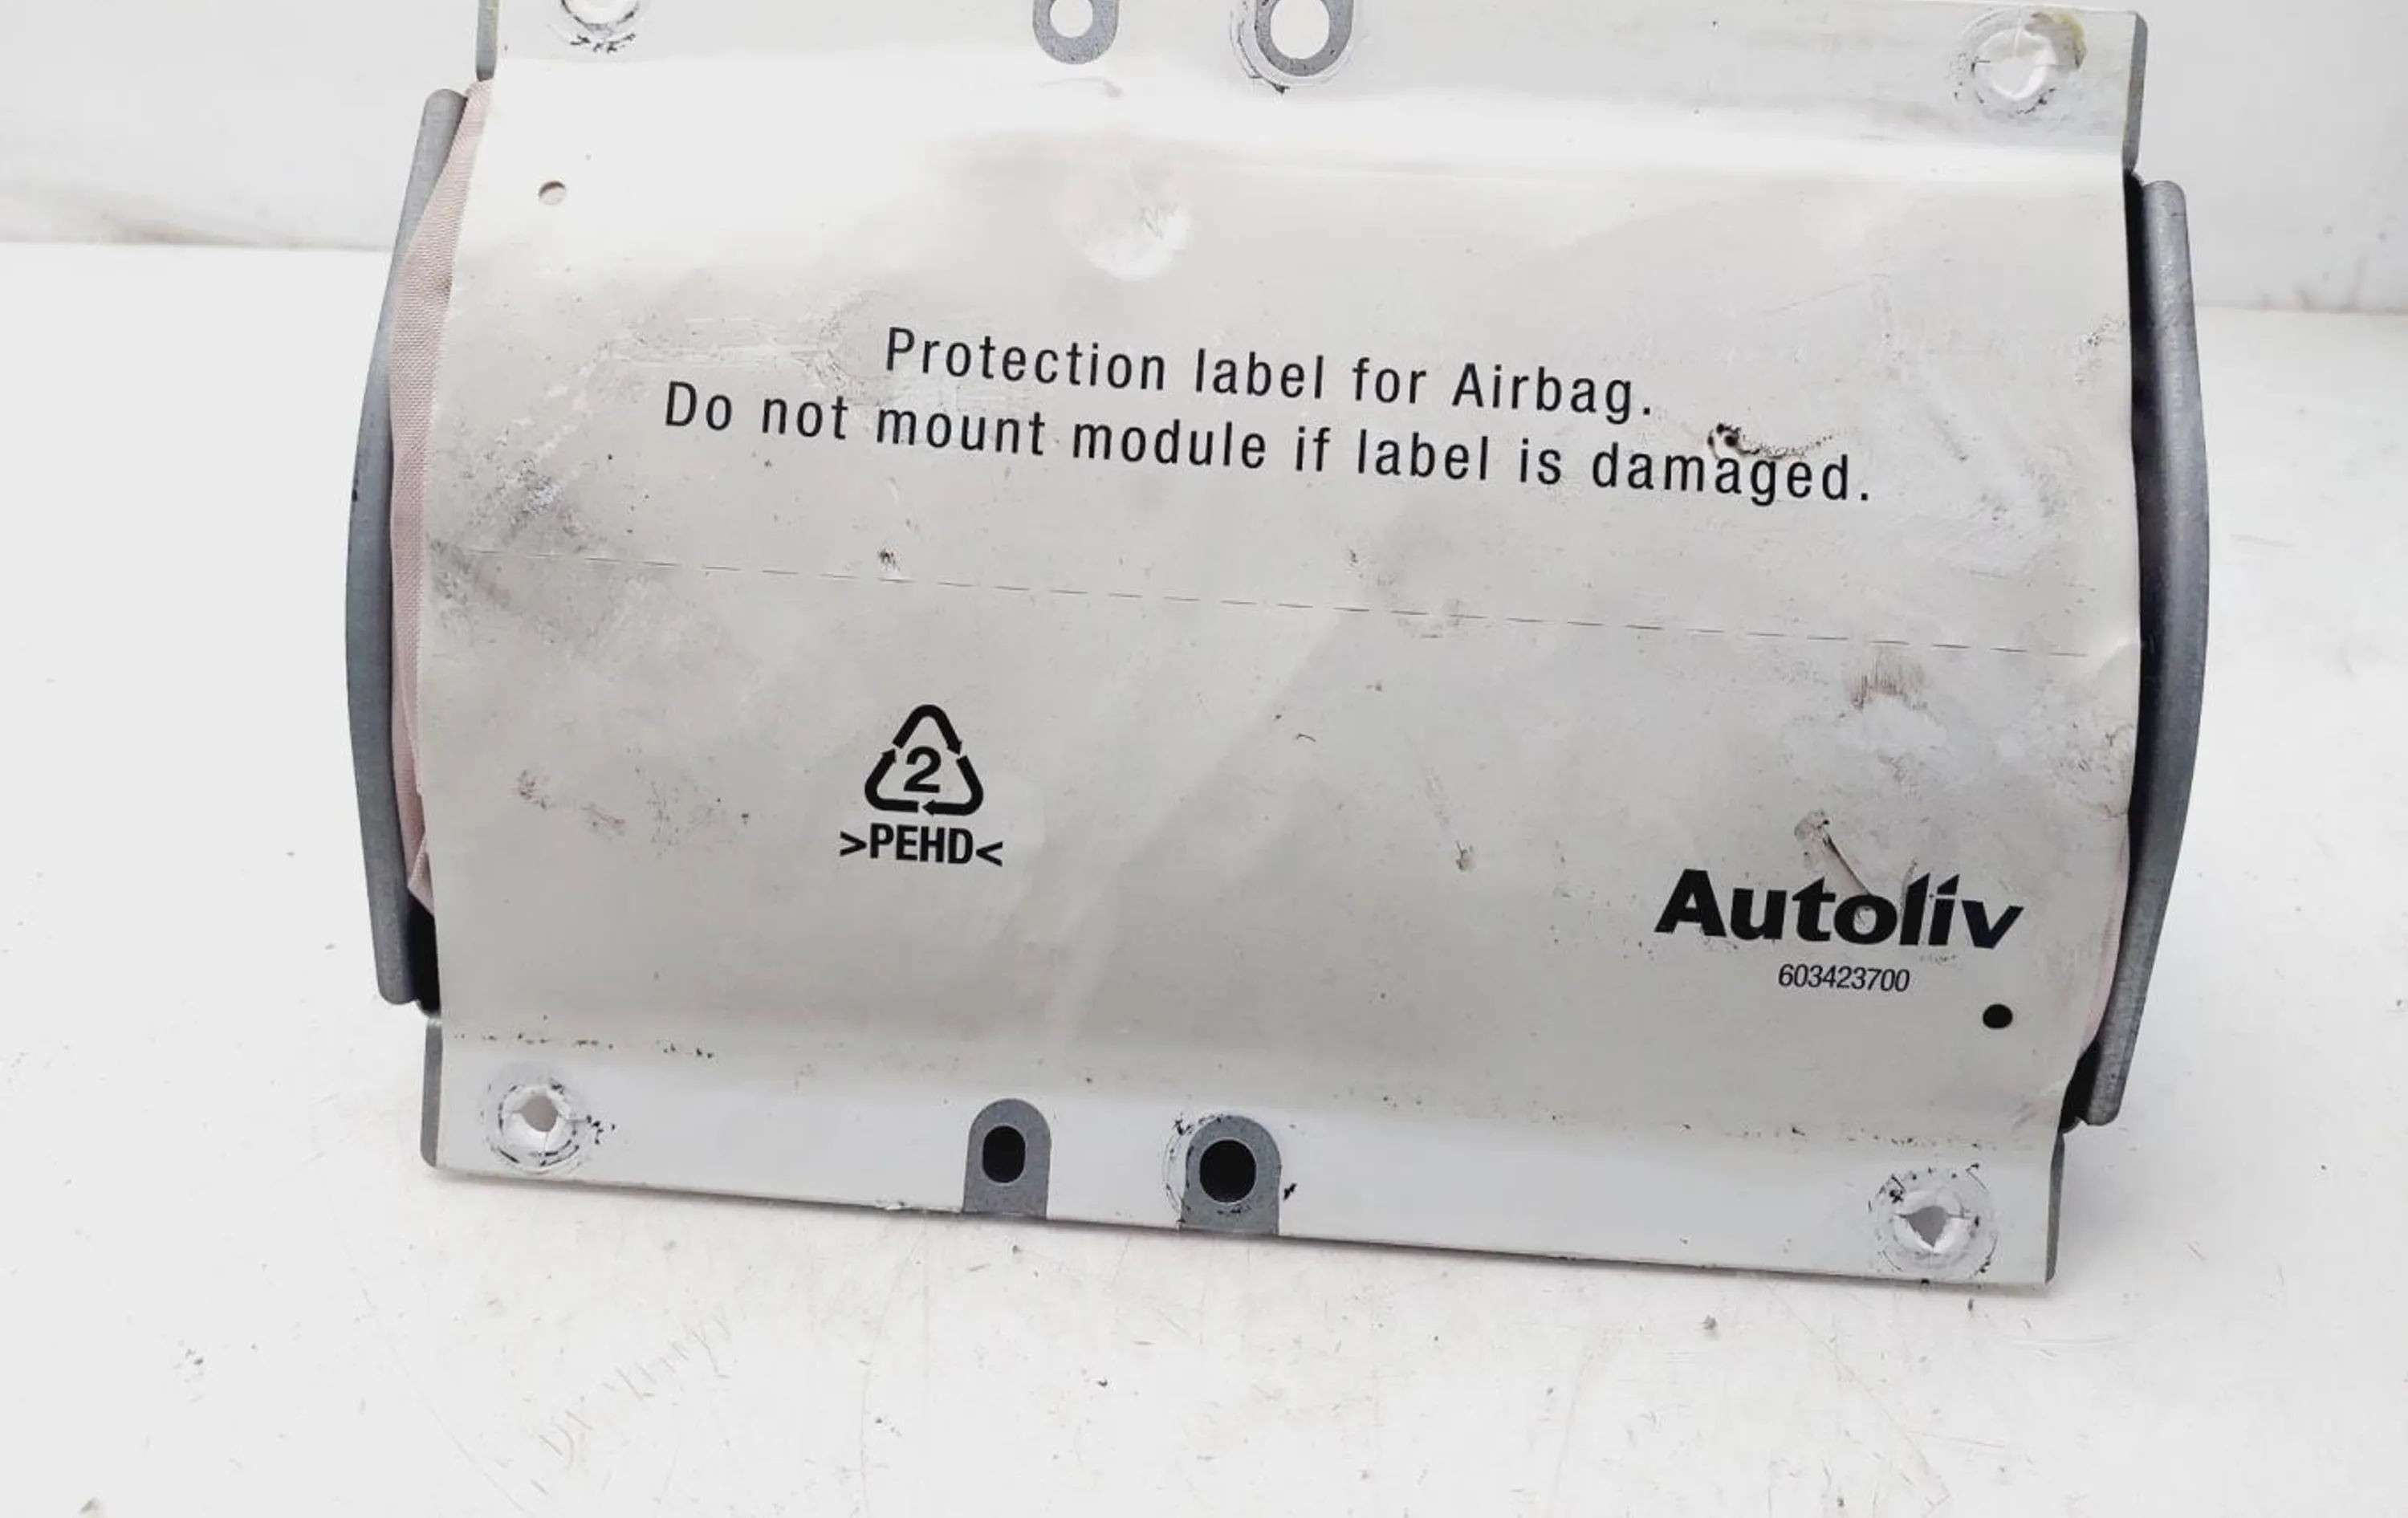 Protection label for Airbag.
Do not mount module if label is damaged.
2
>PEHD<
Autoliv
603423700